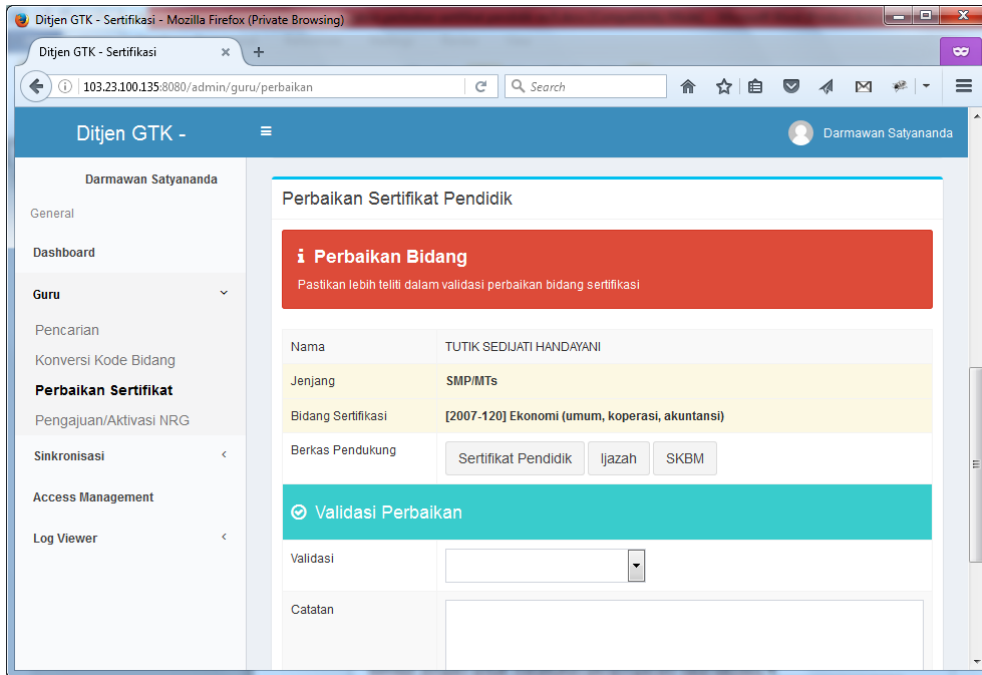 Ditjen GTK - Sertifikasi - Mozilla Firefox (Private Browsing)
Ditjen GTK - Sertifikasi
103.23.100.135:8080/admin/guru/perbaikan
Search
Ditjen GTK -
Darmawan Satyananda
Darmawan Satyananda
General
Dashboard
Guru
Pencarian
Konversi Kode Bidang
Perbaikan Sertifikat
Pengajuan/Aktivasi NRG
Sinkronisasi
Access Management
Log Viewer
Perbaikan Sertifikat Pendidik
Perbaikan Bidang
Pastikan lebih teliti dalam validasi perbaikan bidang sertifikasi
Nama TUTIK SEDIJATI HANDAYANI
Jenjang SMP/MTs
Bidang Sertifikasi [2007-120] Ekonomi (umum, koperasi, akuntansi)
Berkas Pendukung Sertifikat Pendidik Ijazah SKBM
Validasi Perbaikan
Validasi
Catatan